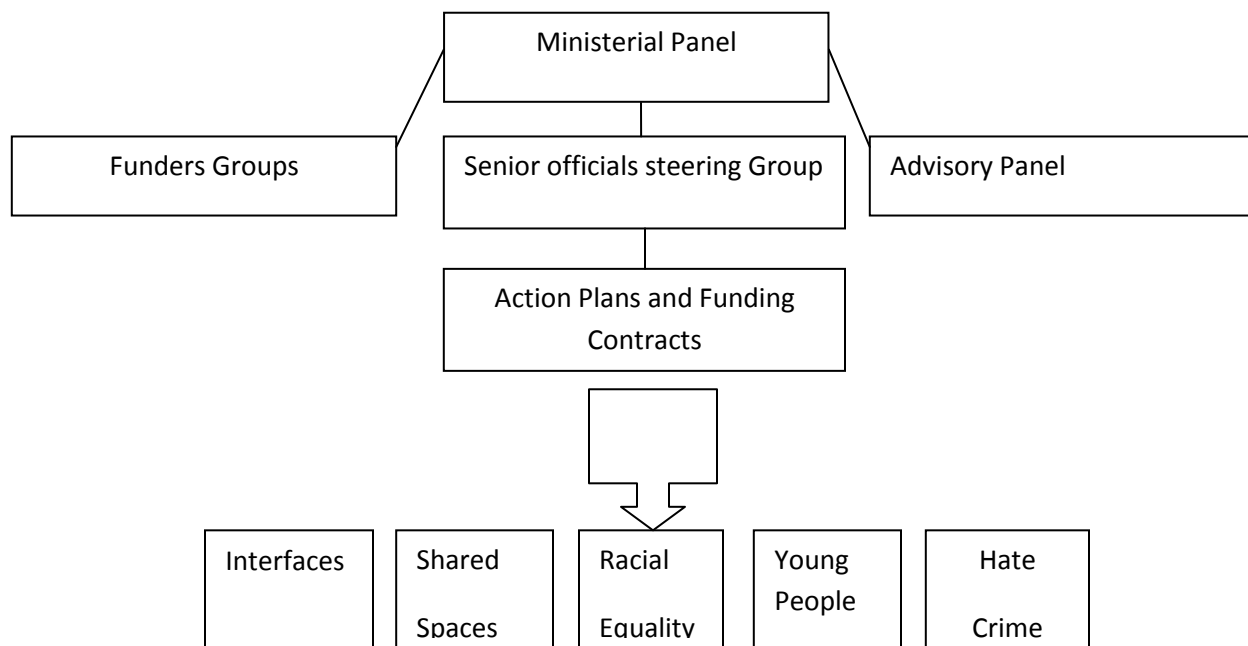 Ministerial Panel
Funders Groups
Senior officials steering Group
Advisory Panel
Action Plans and Funding
Contracts
Interfaces
Shared
Spaces
Racial
Equality
Young
People
Hate
Crime